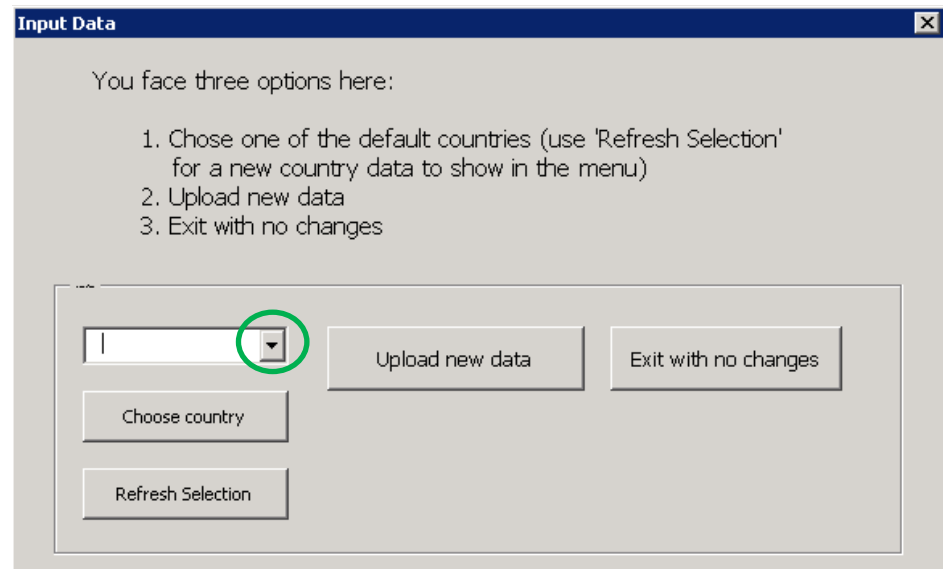 Input Data
You face three options here:
1. Chose one of the default countries (use 'Refresh Selection'
for a new country data to show in the menu)
2. Upload new data
3. Exit with no changes
Upload new data
Exit with no changes
Choose country
Refresh Selection